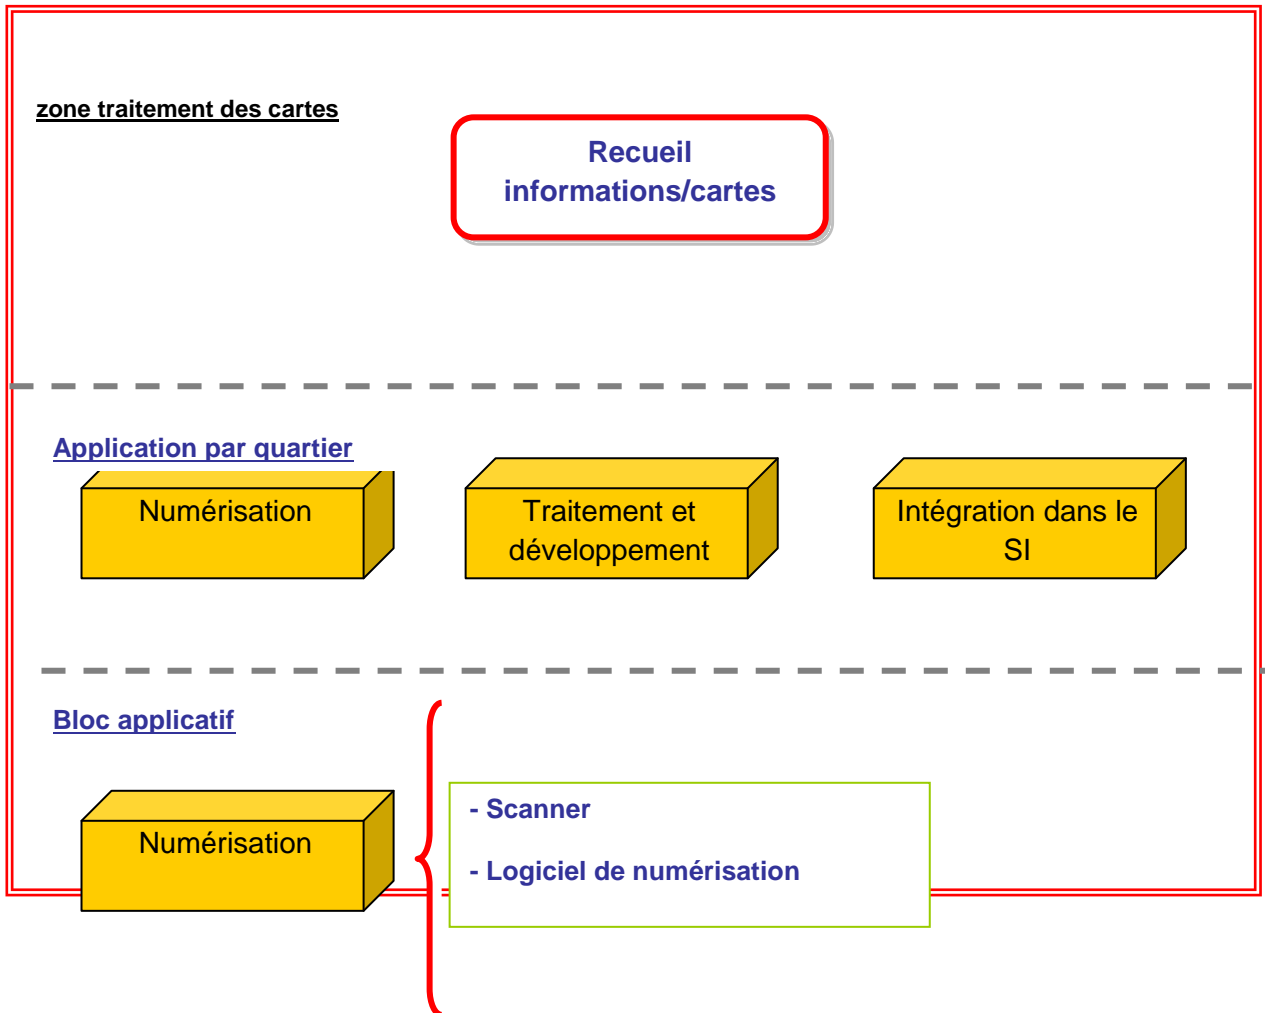 zone traitement des cartes
Recueil
informations/cartes
Application par quartier
Numérisation
Traitement et
développement
Intégration dans le
SI
Bloc applicatif
Numérisation
- Scanner
- Logiciel de numérisation